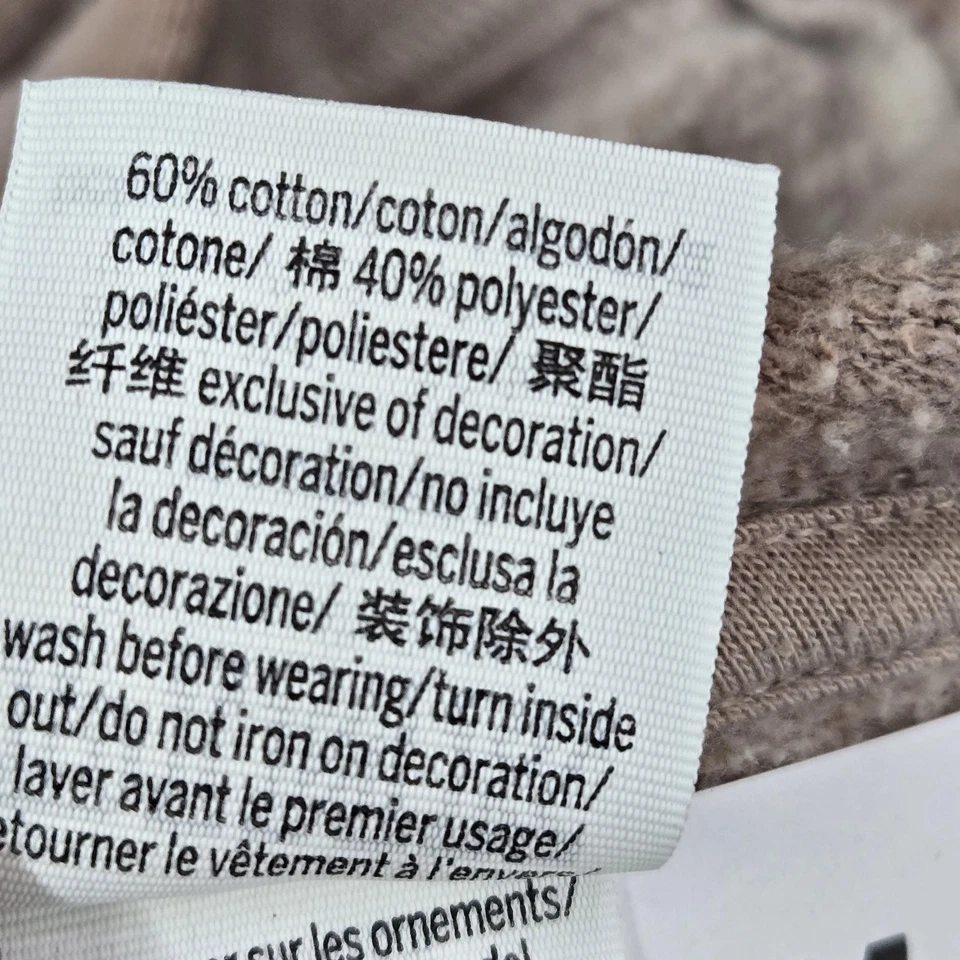 60% cotton/coton/algodón/
cotone/ 棉 40% polyester/
poliéster/poliestere/ 聚酯
纤维 exclusive of decoration/
sauf décoration/no incluye
la decoración/esclusa la
decorazione/ 装饰除外
wash before wearing/turn inside
out/do not iron on decoration/
laver avant le premier usage/
etourner le vêtement à l'envers/
sur les ornements/